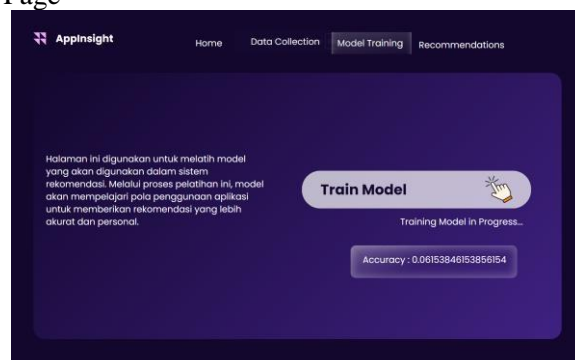 Page
AppInsight
Home Data Collection Model Training Recommendations
Halaman ini digunakan untuk melatih model
yang akan digunakan dalam sistem
rekomendasi. Melalui proses pelatihan ini, model
akan mempelajari pola penggunaan aplikasi
untuk memberikan rekomendasi yang lebih
akurat dan personal.
Train Model
Training Model in Progress...
Accuracy : 0.06153846153856154